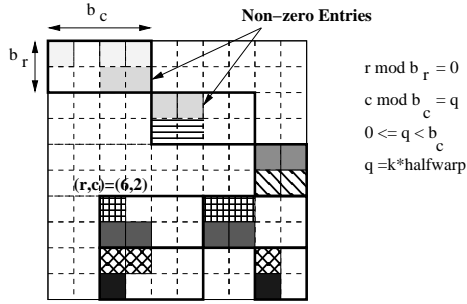 b c
Non−zero Entries
b r
r mod b r = 0
c mod b c = q
0 <= q < b c
q =k*halfwarp
(r,c)=(6,2)